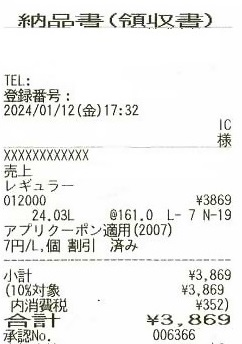 納品書(領収書)
TEL:
登録番号:
2024/01/12(金)17:32
IC
様
XXXXXXXXXXXX
売上
レギュラー
012000 ¥3869
24.03L @161.0 L- 7 N-19
アプリクーポン適用(2007)
7円/L,個 割引 済み
小計 ¥3,869
(10%対象 ¥3,869
内消費税 ¥352)
合計 ¥3,869
承認No. 006366